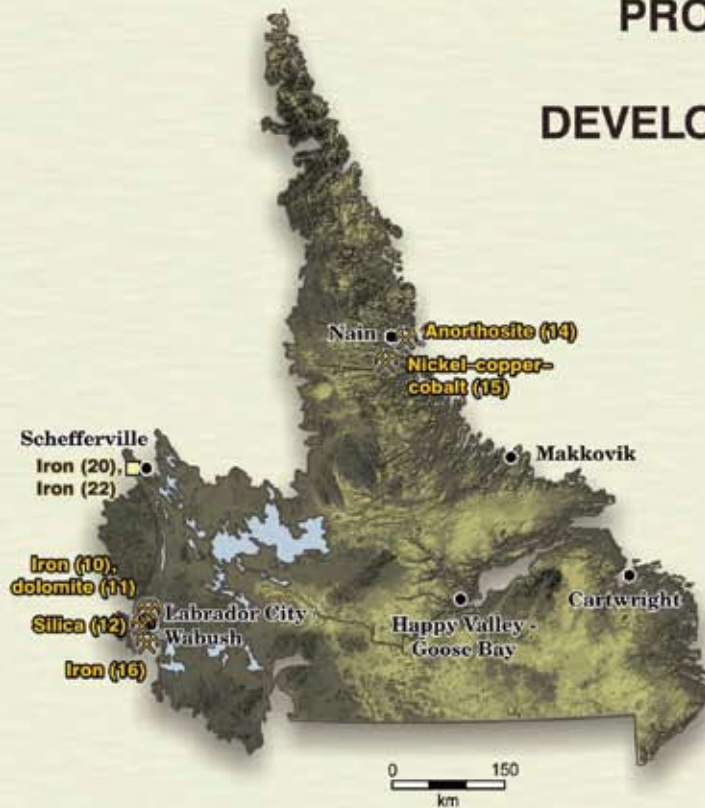 PRO
DEVELO
Nain
Anorthosite (14)
Nickel-copper-
cobalt (15)
Schefferville
Iron (20),
Iron (22)
Makkovik
Iron (10),
dolomite (11)
Silica (12)
Labrador City
Wabush
Iron (16)
Happy Valley -
Goose Bay
Cartwright
0 150
km